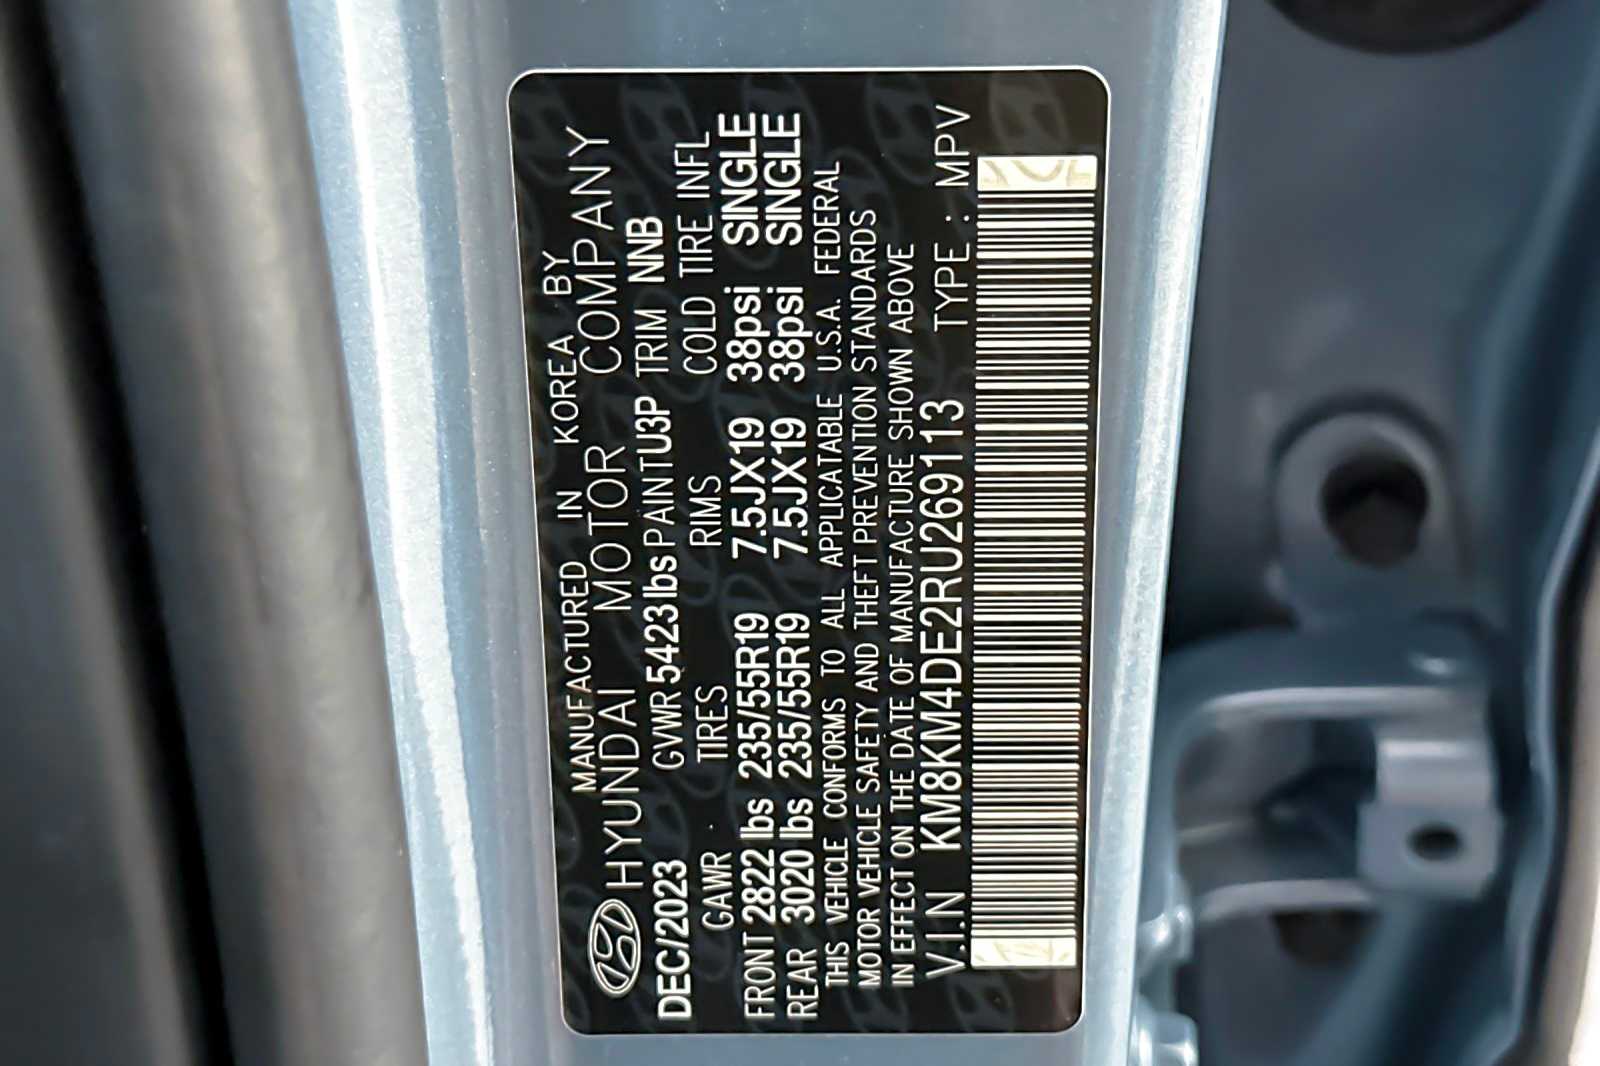 MANUFACTURED IN KOREA BY
HYUNDAI MOTOR COMPANY
DEC/2023 GVWR 5423 lbs PAINT U3P TRIM NNB
GAWR TIRES RIMS COLD TIRE INFL
FRONT 2822 lbs 235/55R19 7.5JX19 38psi SINGLE
REAR 3020 lbs 235/55R19 7.5JX19 38psi SINGLE
THIS VEHICLE CONFORMS TO ALL APPLICATABLE U.S.A. FEDERAL
MOTOR VEHICLE SAFETY AND THEFT PREVENTION STANDARDS
IN EFFECT ON THE DATE OF MANUFACTURE SHOWN ABOVE
V.I.N KM8KM4DE2RU269113 TYPE : MPV